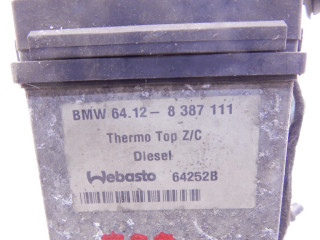 BMW 64.12- 8 387 111
Thermo Top Z/C
Diesel
Webasto 64252B